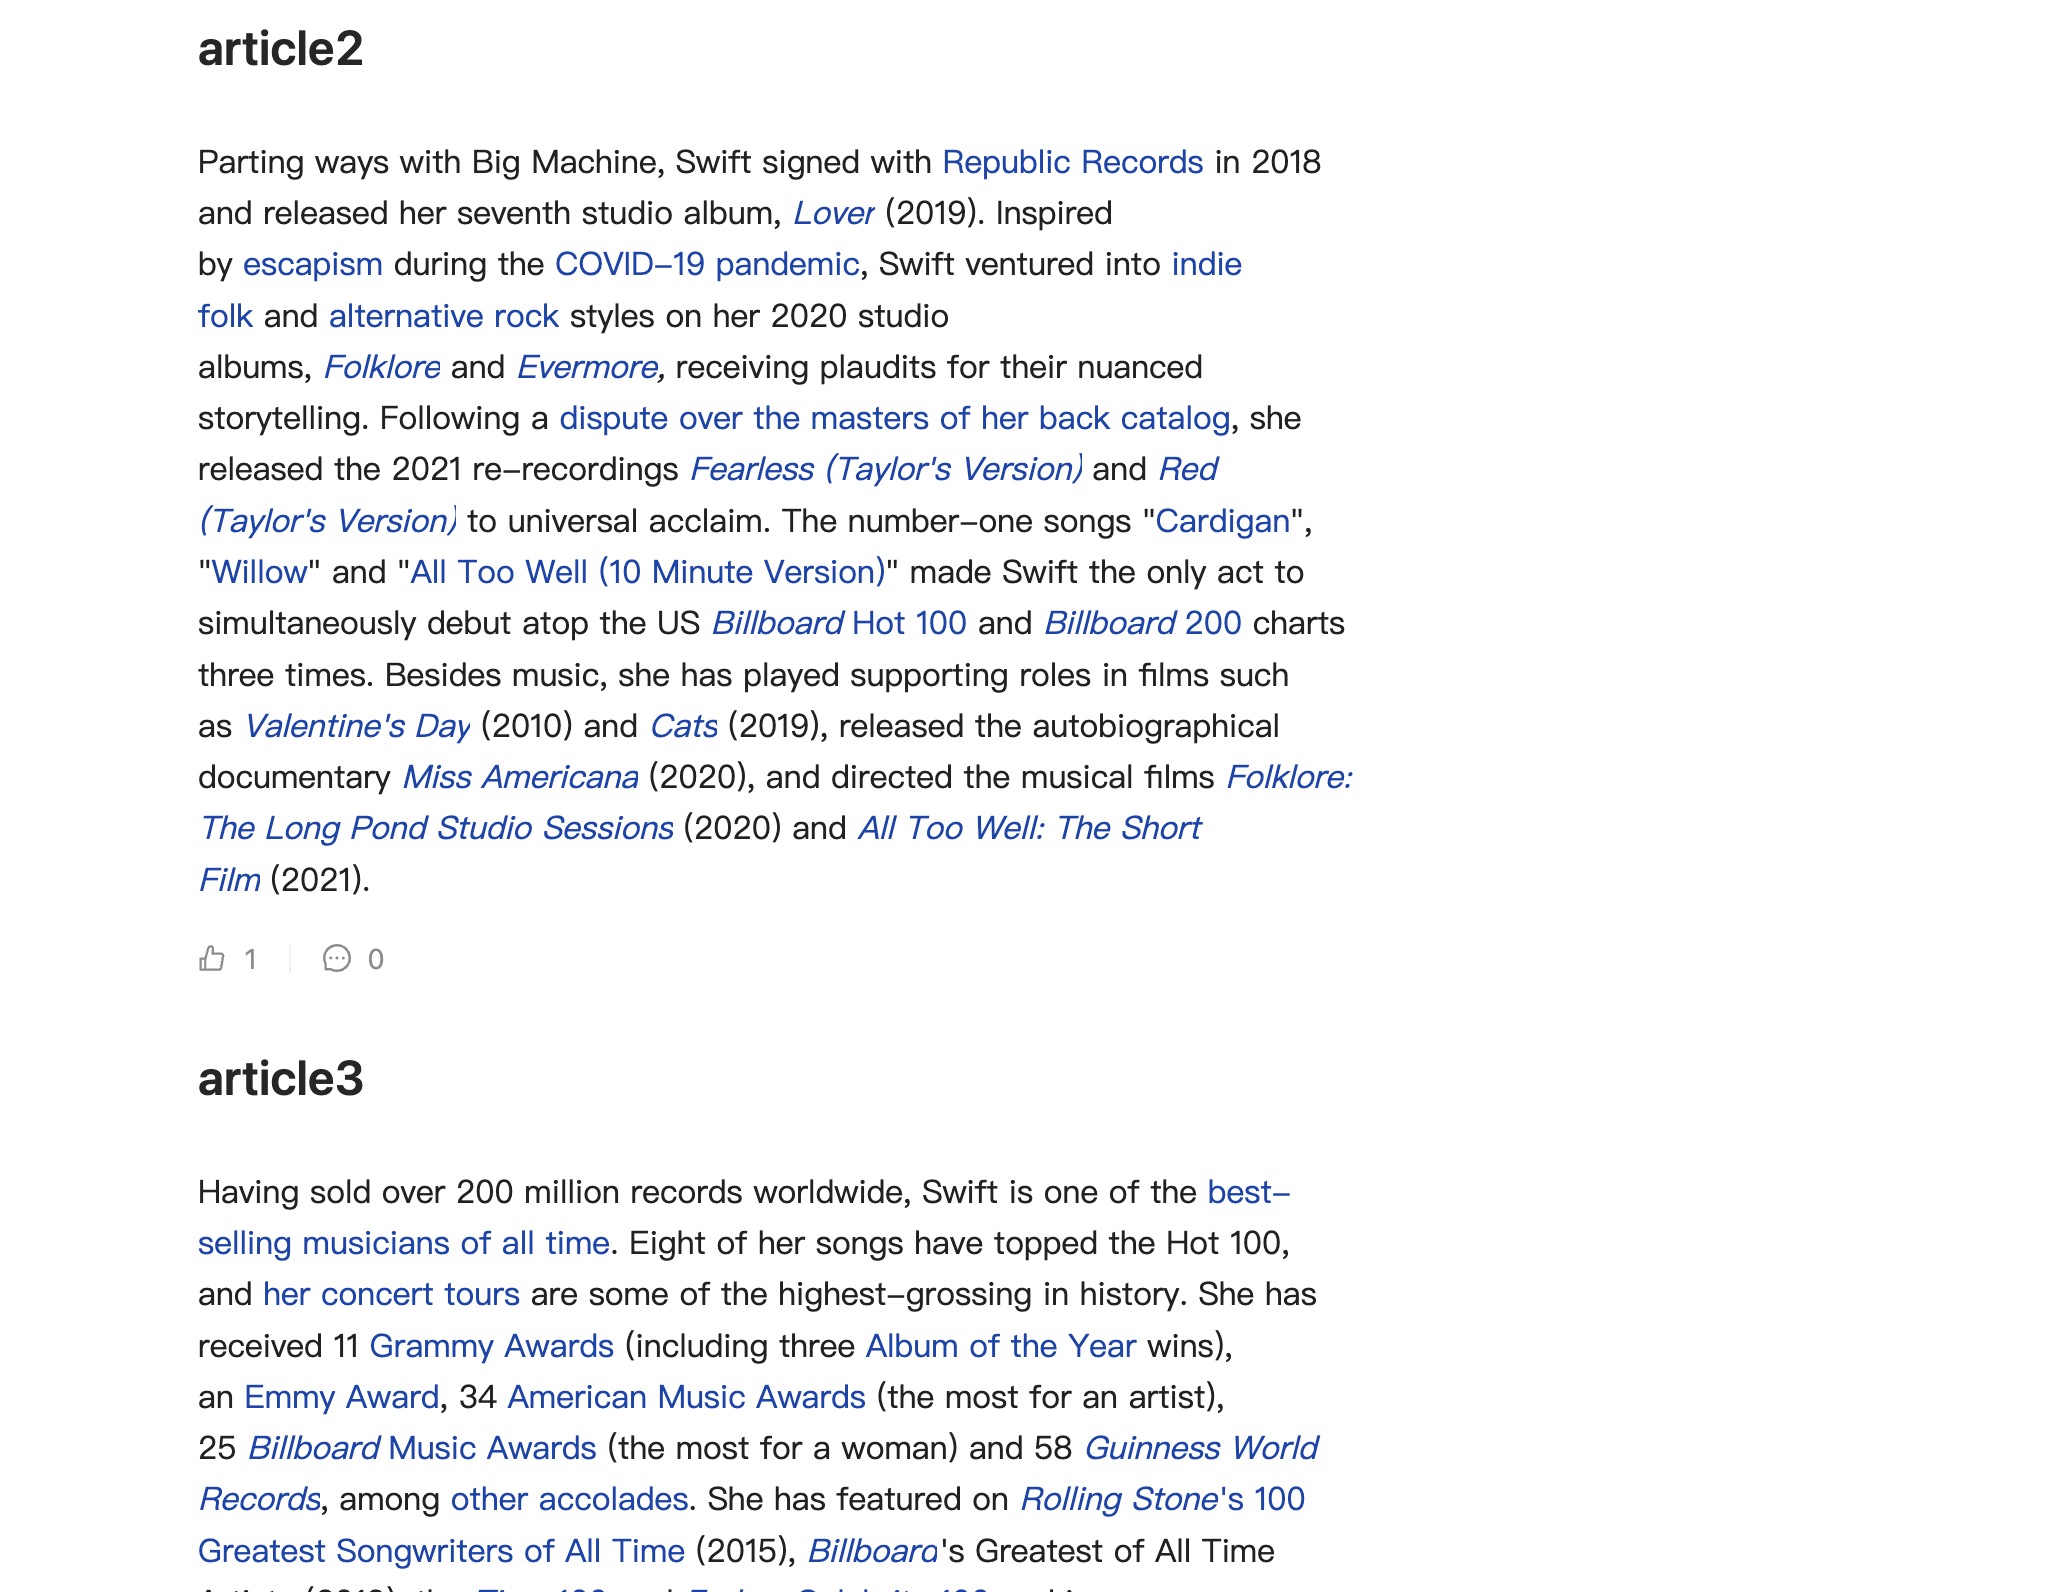 article2
Parting ways with Big Machine, Swift signed with Republic Records in 2018
and released her seventh studio album, Lover (2019). Inspired
by escapism during the COVID-19 pandemic, Swift ventured into indie
folk and alternative rock styles on her 2020 studio
albums, Folklore and Evermore, receiving plaudits for their nuanced
storytelling. Following a dispute over the masters of her back catalog, she
released the 2021 re-recordings Fearless (Taylor's Version) and Red
(Taylor's Version) to universal acclaim. The number-one songs "Cardigan",
"Willow" and "All Too Well (10 Minute Version)" made Swift the only act to
simultaneously debut atop the US Billboard Hot 100 and Billboard 200 charts
three times. Besides music, she has played supporting roles in films such
as Valentine's Day (2010) and Cats (2019), released the autobiographical
documentary Miss Americana (2020), and directed the musical films Folklore:
The Long Pond Studio Sessions (2020) and All Too Well: The Short
Film (2021).
1 0
article3
Having sold over 200 million records worldwide, Swift is one of the best-
selling musicians of all time. Eight of her songs have topped the Hot 100,
and her concert tours are some of the highest-grossing in history. She has
received 11 Grammy Awards (including three Album of the Year wins),
an Emmy Award, 34 American Music Awards (the most for an artist),
25 Billboard Music Awards (the most for a woman) and 58 Guinness World
Records, among other accolades. She has featured on Rolling Stone's 100
Greatest Songwriters of All Time (2015), Billboard's Greatest of All Time